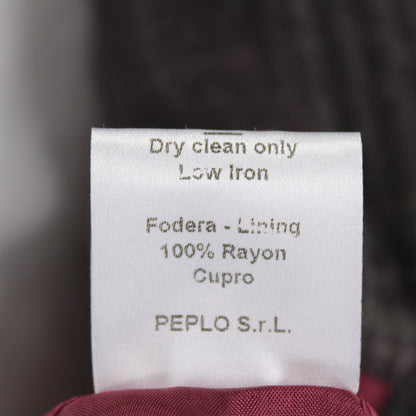 Dry clean only
Low Iron
Fodera - Lining
100% Rayon
Cupro
PEPLO S.r.L.